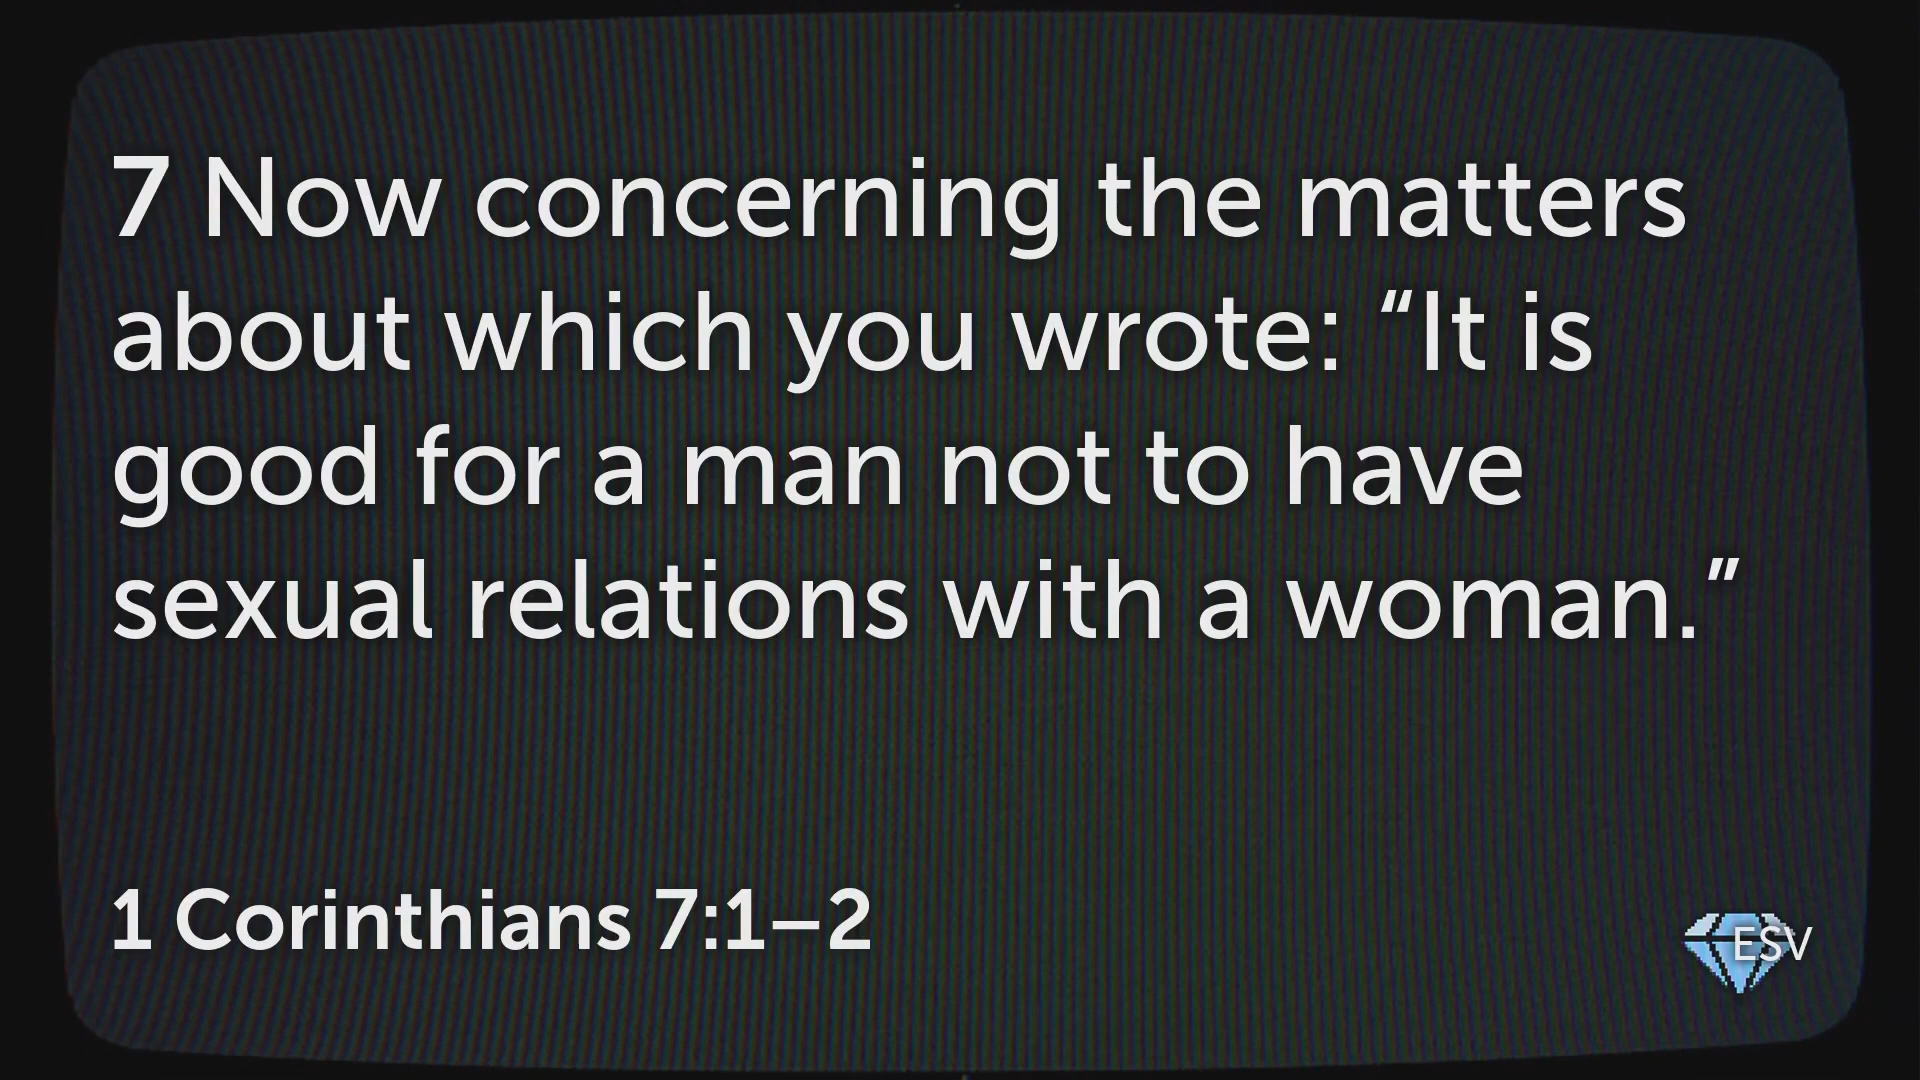 7 Now concerning the matters
about which you wrote: “It is
good for a man not to have
sexual relations with a woman.”
1 Corinthians 7:1–2
ESV